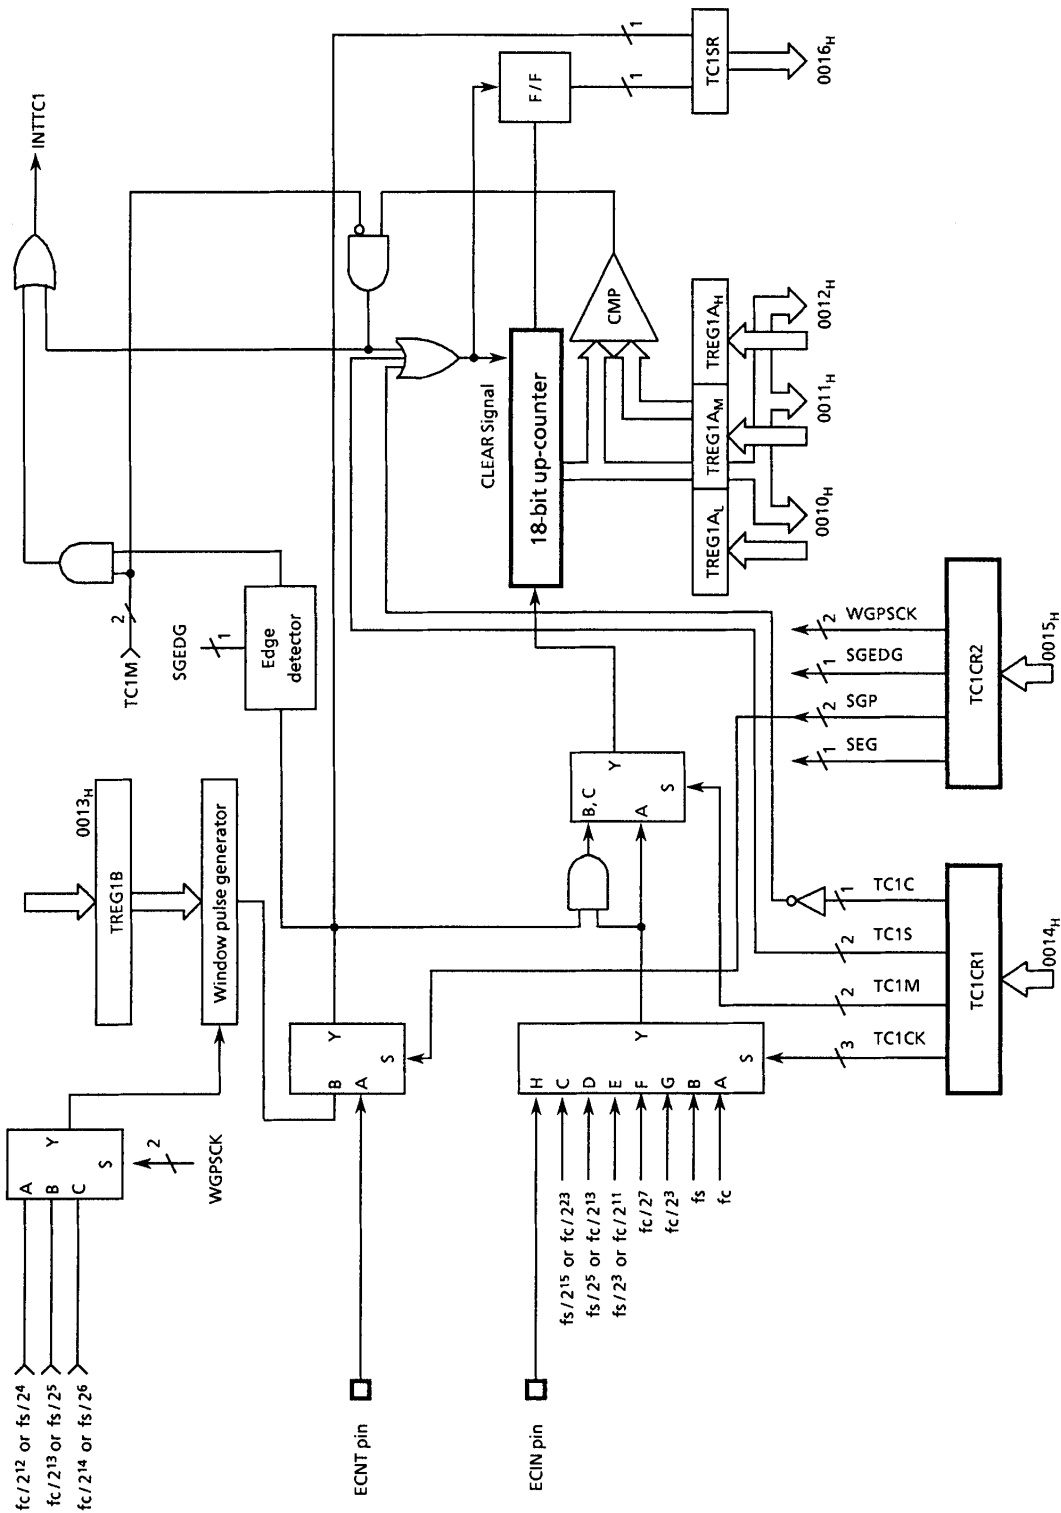 fc/2¹² or fs/2⁴
fc/2¹³ or fs/2⁵
fc/2¹⁴ or fs/2⁶
A
B
C
Y
S
2
WGPSCK
0013H
TREG1B
Window pulse generator
TC1M
2
INTTC1
SGEDG
1
Edge
detector
ECNT pin
B
A
Y
S
ECIN pin
fs/2¹⁵ or fc/2²³
fs/2⁵ or fc/2¹³
fs/2³ or fc/2¹¹
fc/2⁷
fc/2³
fs
fc
H
C
D
E
F
G
B
A
Y
S
B, C
A
Y
S
CLEAR Signal
18-bit up-counter
F/F
CMP
1
1
TC1SR
0016H
TREG1AL
TREG1AM
TREG1AH
0010H
0011H
0012H
3
TC1CK
2
TC1M
2
TC1S
1
TC1C
TC1CR1
0014H
1
SEG
2
SGP
1
SGEDG
2
WGPSCK
TC1CR2
0015H